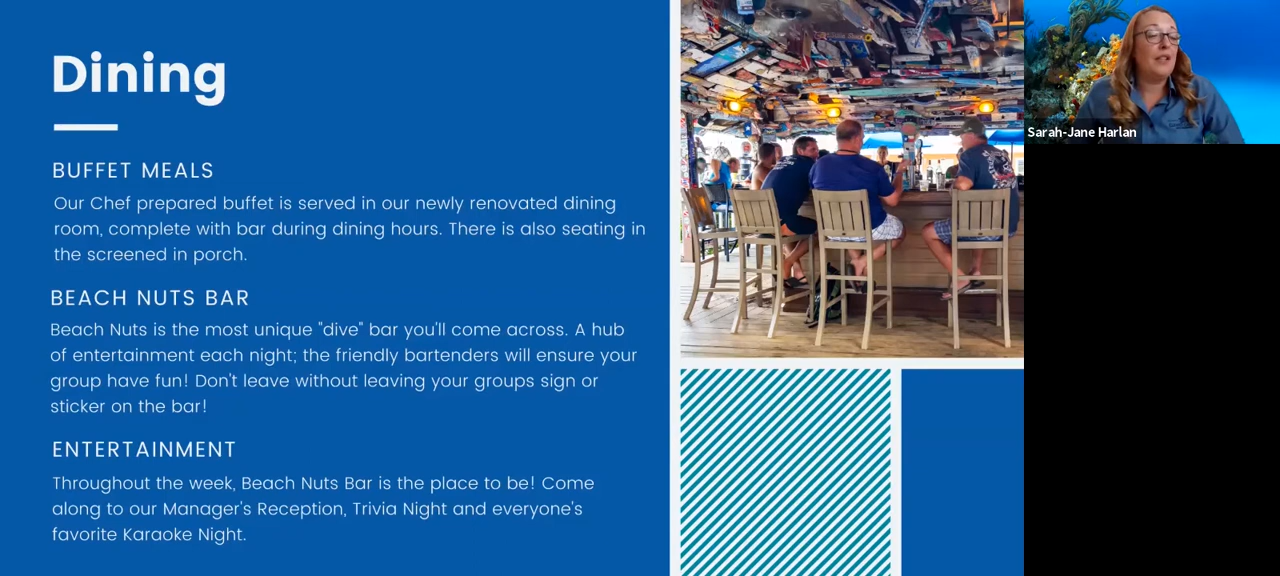 Dining
BUFFET MEALS
Our Chef prepared buffet is served in our newly renovated dining
room, complete with bar during dining hours. There is also seating in
the screened in porch.
BEACH NUTS BAR
Beach Nuts is the most unique "dive" bar you'll come across. A hub
of entertainment each night; the friendly bartenders will ensure your
group have fun! Don't leave without leaving your groups sign or
sticker on the bar!
ENTERTAINMENT
Throughout the week, Beach Nuts Bar is the place to be! Come
along to our Manager's Reception, Trivia Night and everyone's
favorite Karaoke Night.
Sarah-Jane Harlan